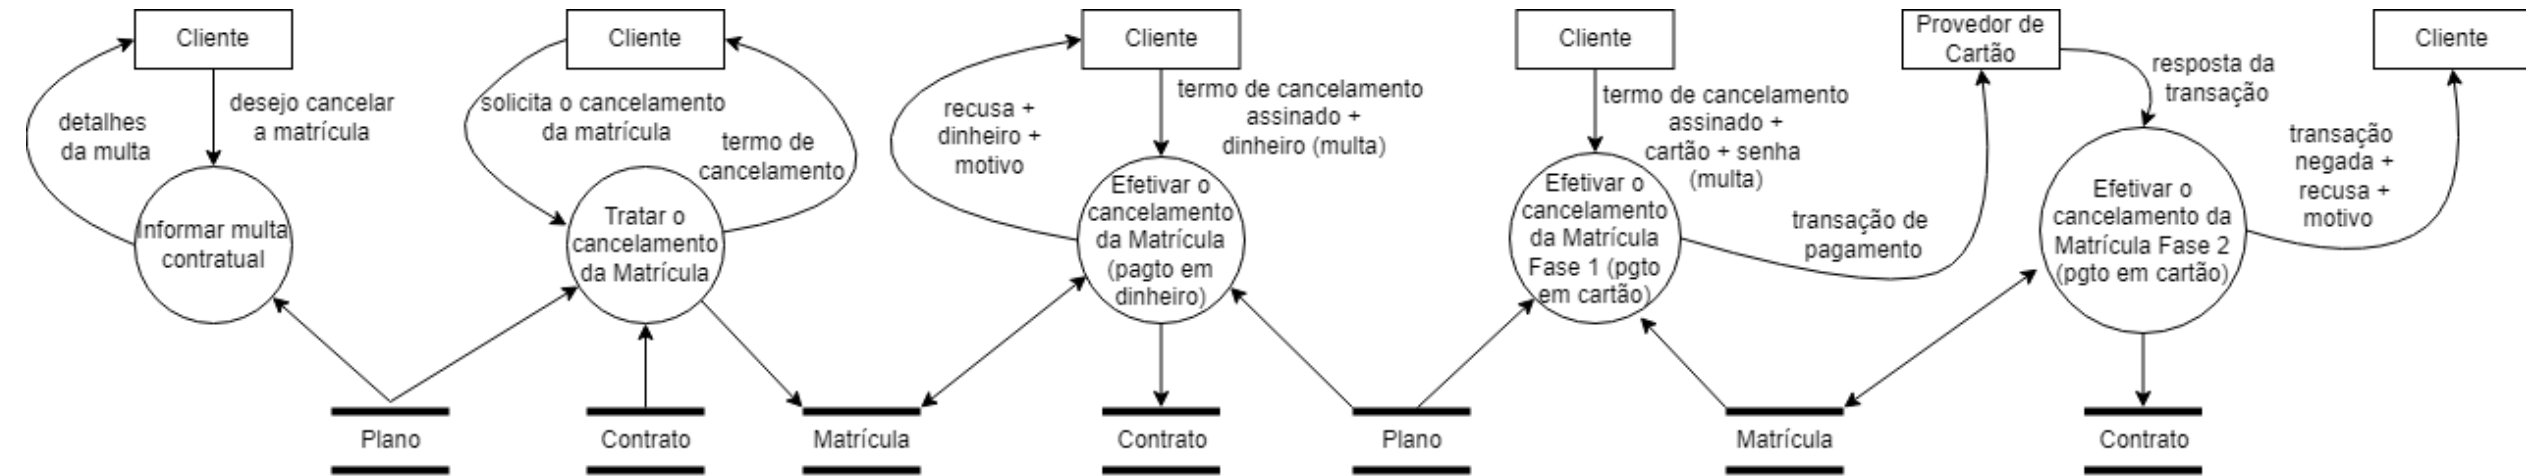 Cliente
detalhes
da multa
desejo cancelar
a matrícula
Informar multa
contratual
Cliente
solicita o cancelamento
da matrícula
termo de
cancelamento
Tratar o
cancelamento
da Matrícula
Cliente
recusa +
dinheiro +
motivo
termo de cancelamento
assinado +
dinheiro (multa)
Efetivar o
cancelamento
da Matrícula
(pagto em
dinheiro)
Cliente
termo de cancelamento
assinado +
cartão + senha
(multa)
Efetivar o
cancelamento
da Matrícula
Fase 1 (pgto
em cartão)
transação de
pagamento
Provedor de
Cartão
resposta da
transação
Efetivar o
cancelamento da
Matrícula Fase 2
(pgto em cartão)
Cliente
transação
negada +
recusa +
motivo
Plano
Contrato
Matrícula
Contrato
Plano
Matrícula
Contrato